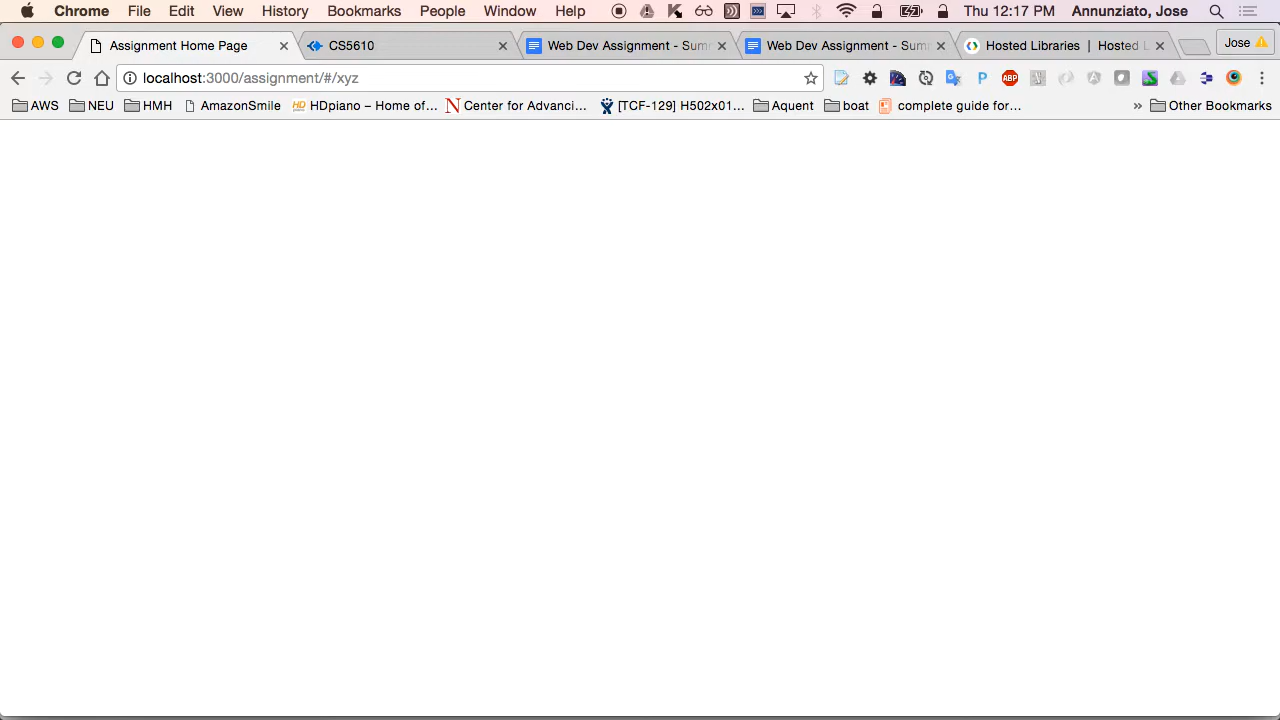 Chrome File Edit View History Bookmarks People Window Help Thu 12:17 PM Annunziato, Jose
Assignment Home Page CS5610 Web Dev Assignment - Sum Web Dev Assignment - Sum Hosted Libraries | Hosted L Jose
localhost:3000/assignment/#/xyz
AWS NEU HMH AmazonSmile HDpiano – Home of... Center for Advanci... [TCF-129] H502x01... Aquent boat complete guide for... » Other Bookmarks